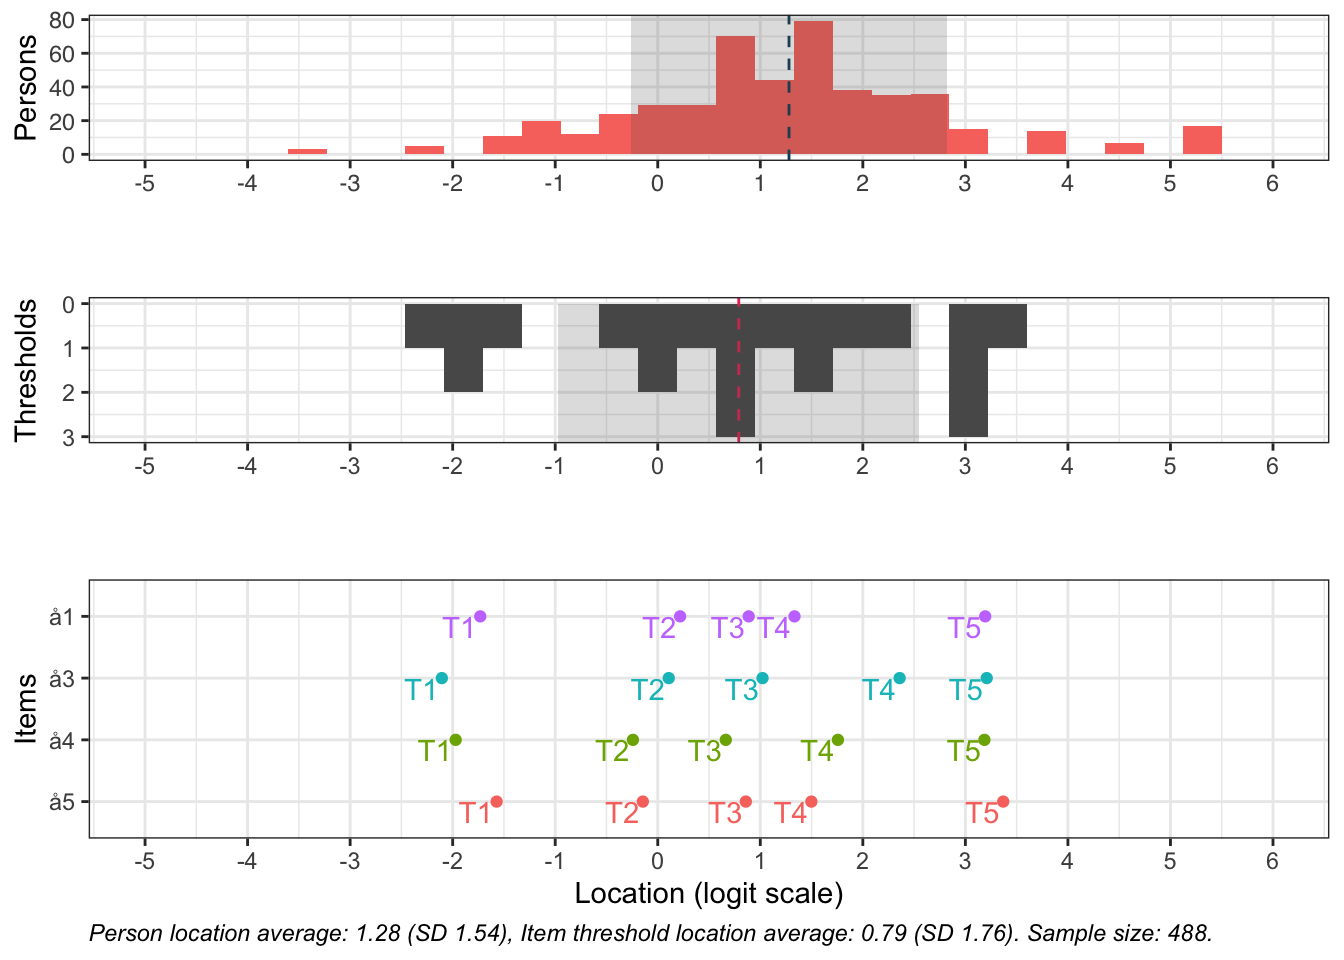 Persons
80
60
40
20
0
-5 -4 -3 -2 -1 0 1 2 3 4 5 6
Thresholds
0
1
2
3
-5 -4 -3 -2 -1 0 1 2 3 4 5 6
Items
å1 T1 T2 T3 T4 T5
å3 T1 T2 T3 T4 T5
å4 T1 T2 T3 T4 T5
å5 T1 T2 T3 T4 T5
-5 -4 -3 -2 -1 0 1 2 3 4 5 6
Location (logit scale)
Person location average: 1.28 (SD 1.54), Item threshold location average: 0.79 (SD 1.76). Sample size: 488.